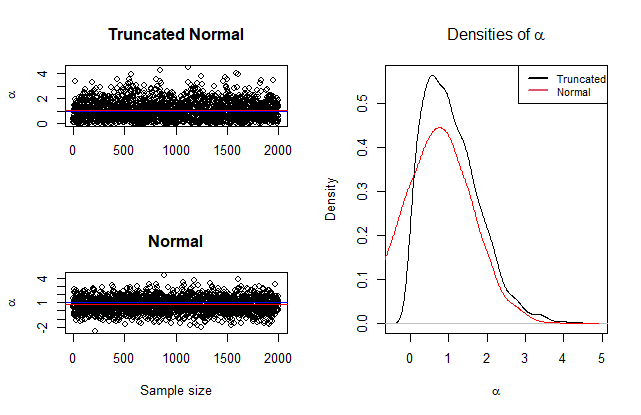 Truncated Normal
α
4
2
0
0 500 1000 1500 2000
Normal
α
4
1
-2
0 500 1000 1500 2000
Sample size
Densities of α
Truncated
Normal
Density
0.5
0.4
0.3
0.2
0.1
0.0
0 1 2 3 4 5
α